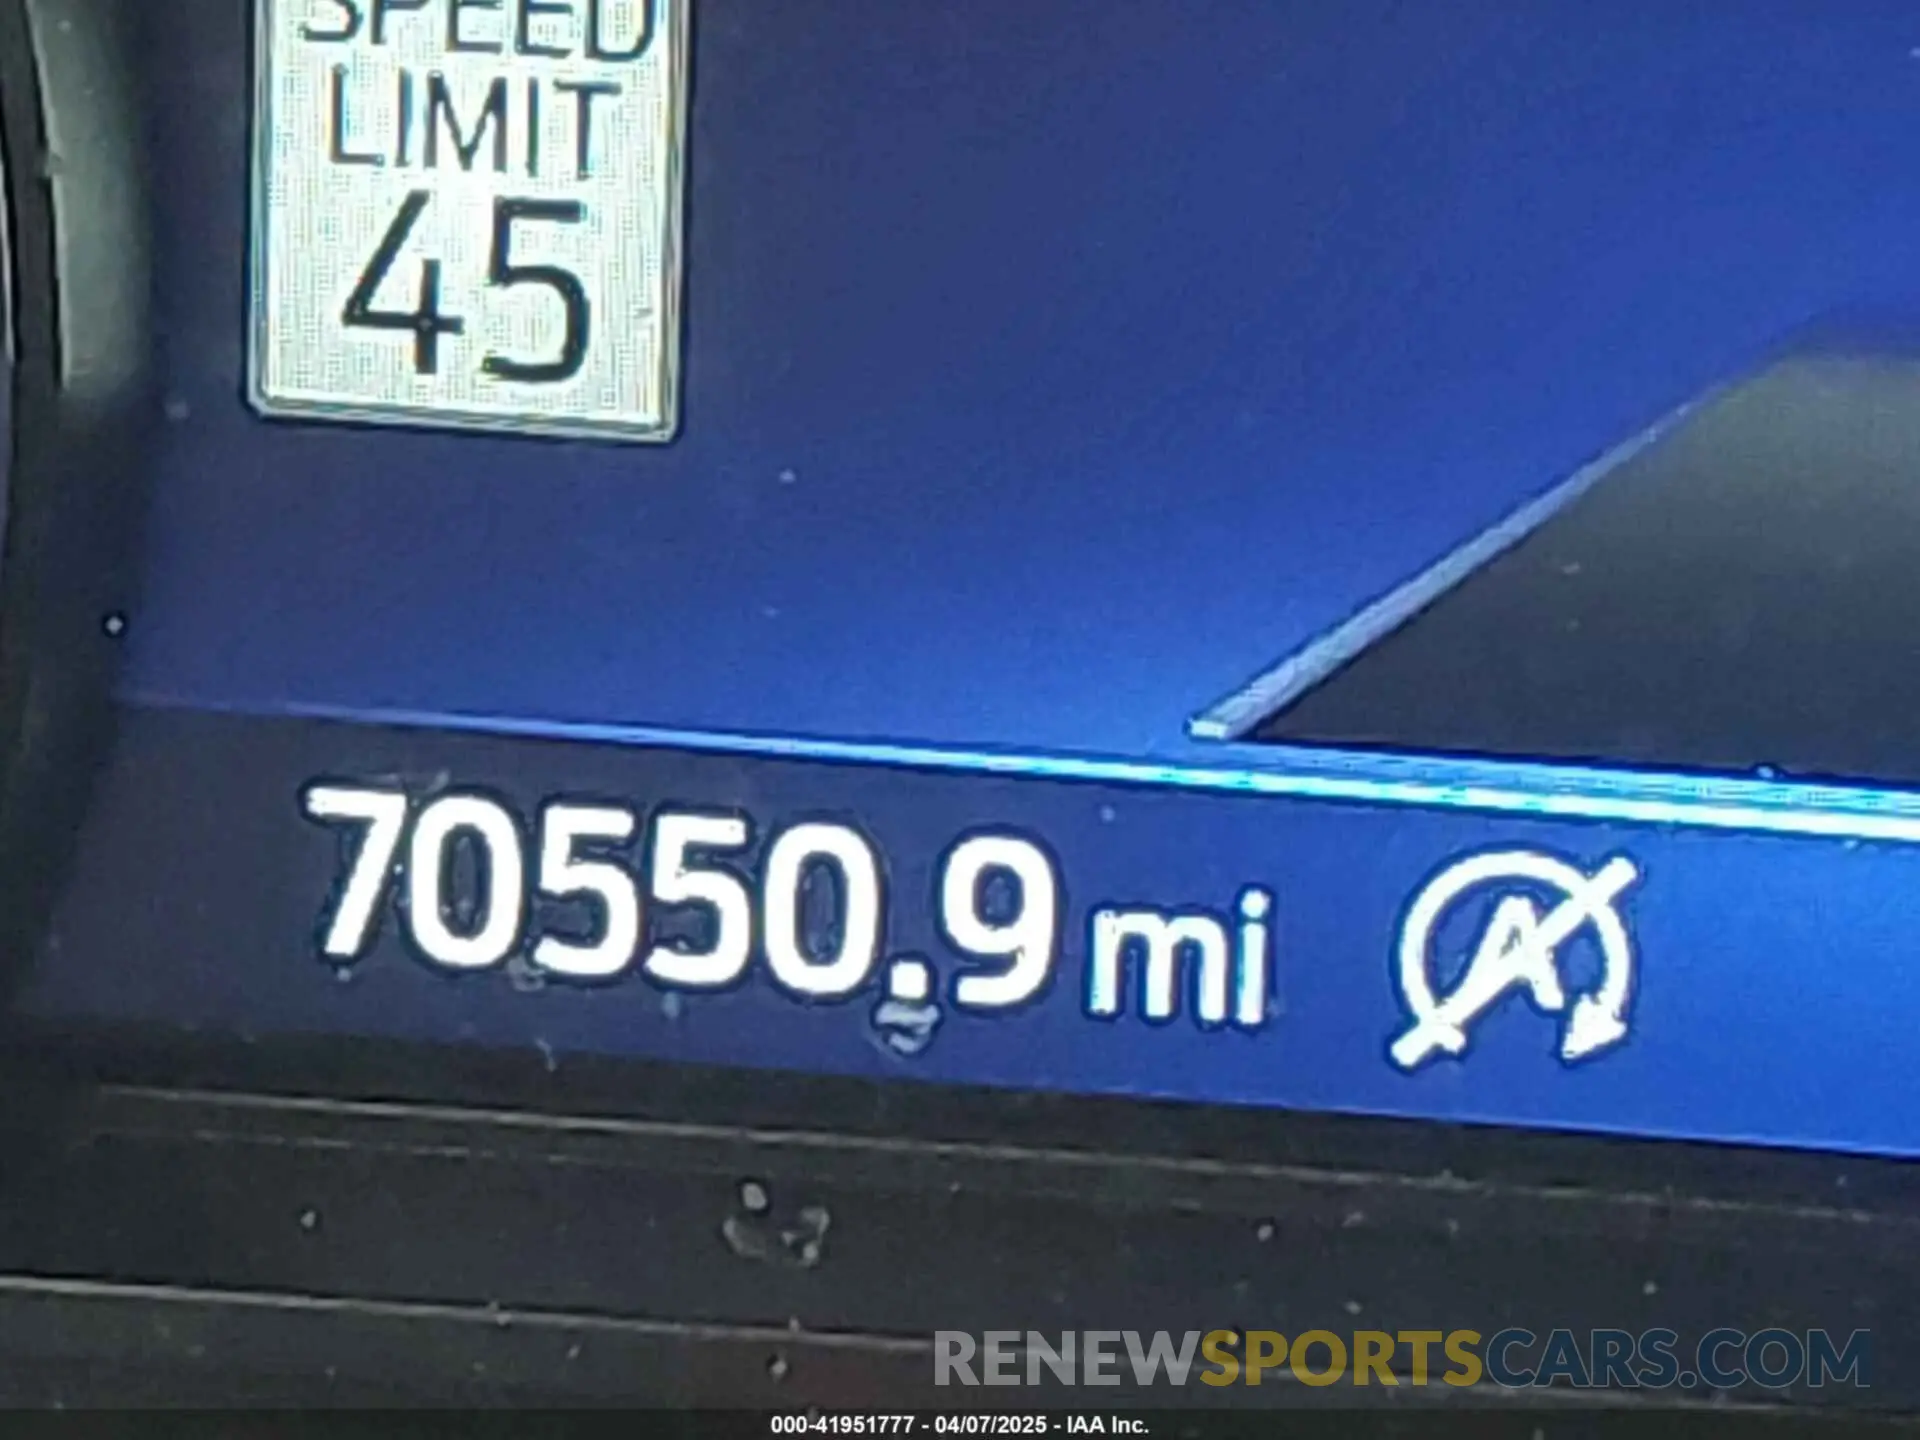 SPEED
LIMIT
45
70550.9 mi
A
RENEWSPORTSCARS.COM
000-41951777 - 04/07/2025 - IAA Inc.